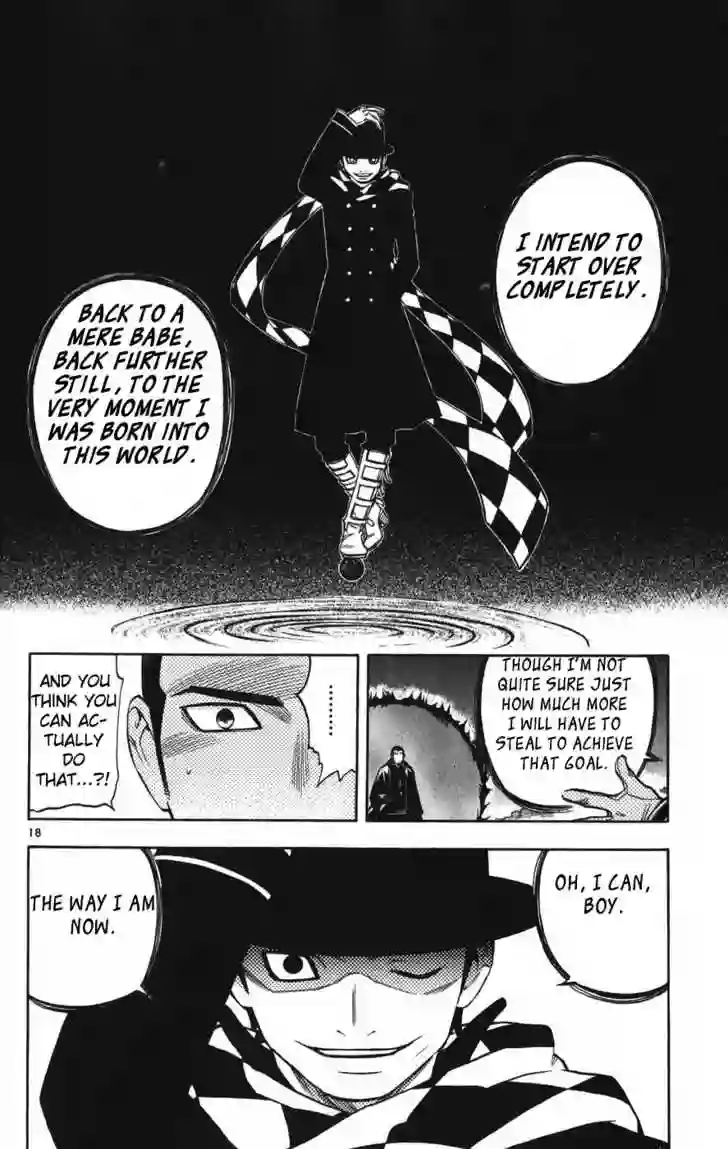 I INTEND TO
START OVER
COMPLETELY.
BACK TO A
MERE BABE,
BACK FURTHER
STILL, TO THE
VERY MOMENT I
WAS BORN INTO
THIS WORLD.
THOUGH I'M NOT
QUITE SURE JUST
HOW MUCH MORE
I WILL HAVE TO
STEAL TO ACHIEVE
THAT GOAL.
.........
AND YOU
THINK YOU
CAN AC-
TUALLY
DO
THAT...?!
18
OH, I CAN,
BOY.
THE WAY I AM
NOW.